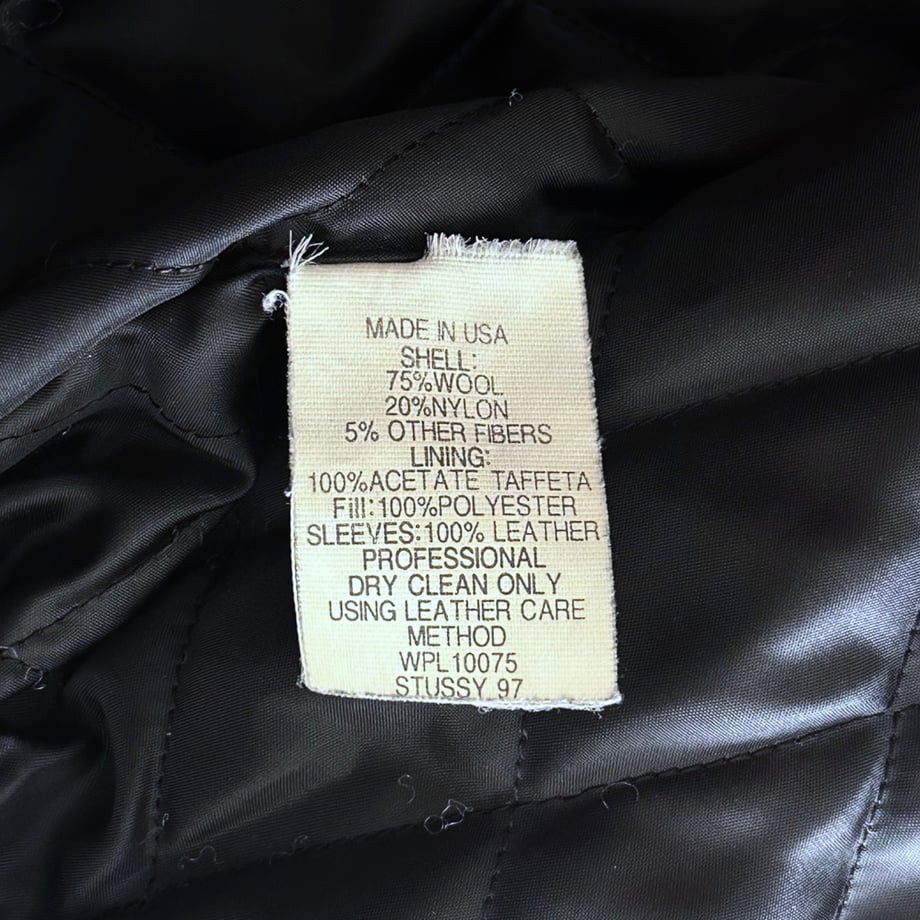 MADE IN USA
SHELL:
75%WOOL
20%NYLON
5% OTHER FIBERS
LINING:
100%ACETATE TAFFETA
Fill:100%POLYESTER
SLEEVES:100% LEATHER
PROFESSIONAL
DRY CLEAN ONLY
USING LEATHER CARE
METHOD
WPL10075
STUSSY 97